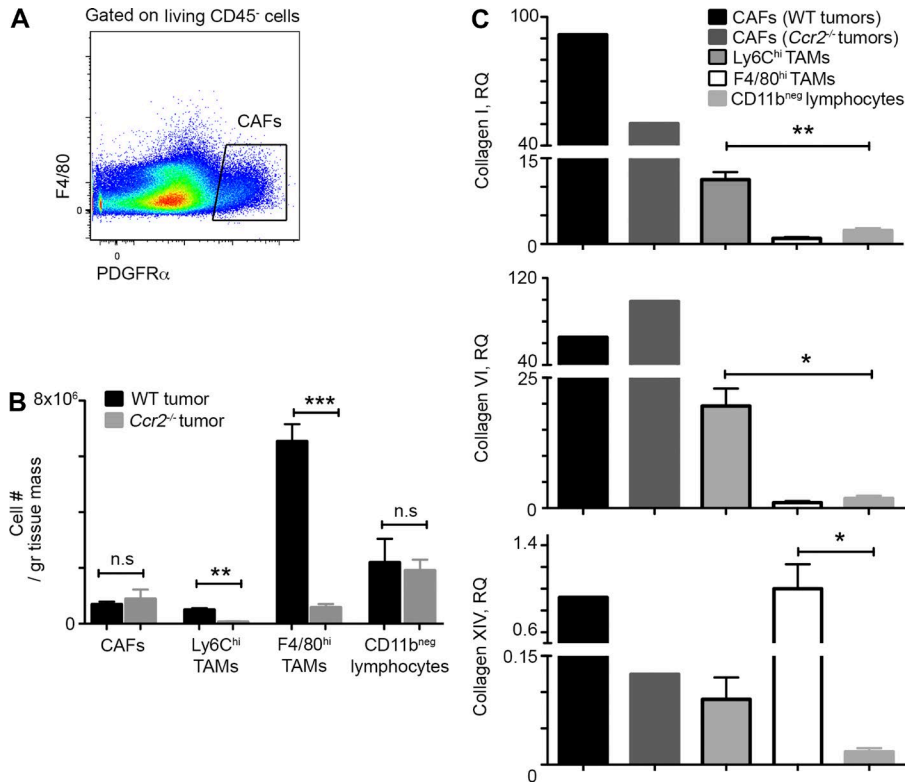 A
Gated on living CD45⁻ cells
CAFs
F4/80
0
0
PDGFRα
B
8x10⁶
WT tumor
Ccr2⁻/⁻ tumor
Cell #
/ gr tissue mass
0
n.s
**
***
n.s
CAFs
Ly6Cʰⁱ
TAMs
F4/80ʰⁱ
TAMs
CD11bⁿᵉᵍ
lymphocytes
C
CAFs (WT tumors)
CAFs (Ccr2⁻/⁻ tumors)
Ly6Cʰⁱ TAMs
F4/80ʰⁱ TAMs
CD11bⁿᵉᵍ lymphocytes
Collagen I, RQ
100
40
15
0
**
Collagen VI, RQ
120
40
25
0
*
Collagen XIV, RQ
1.4
0.6
0.15
0
*